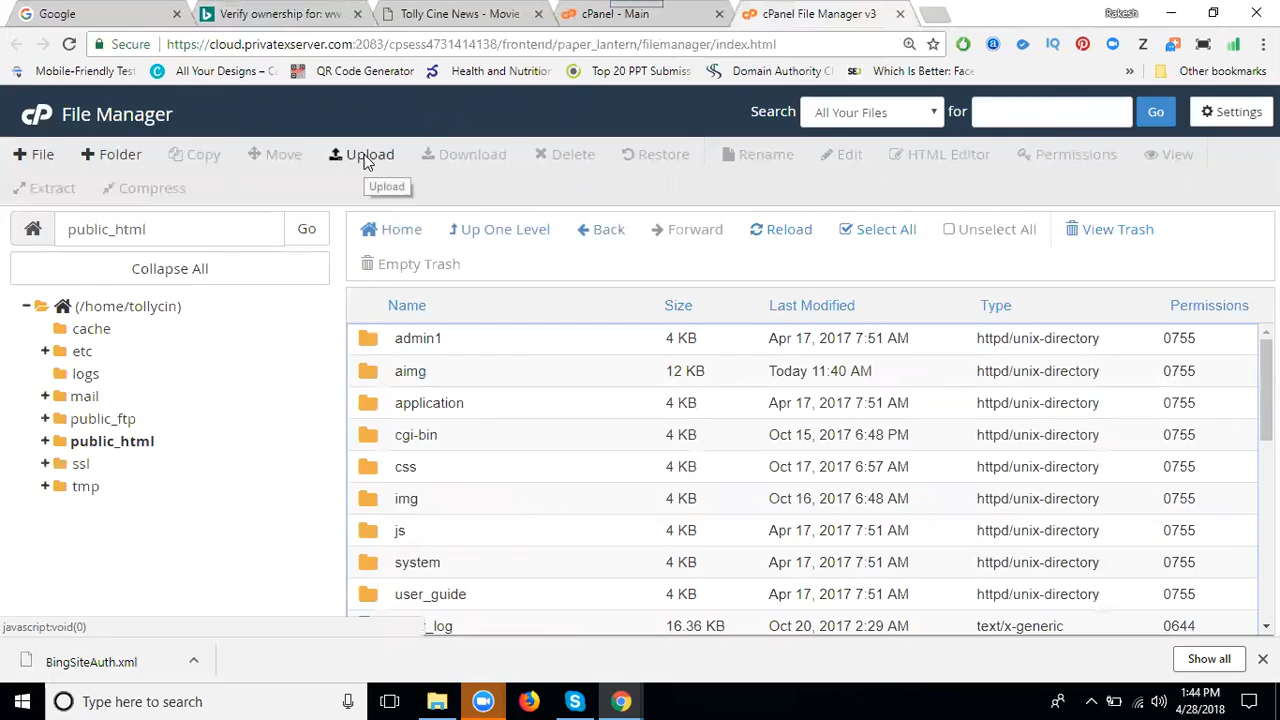 Google
Verify ownership for: ww
Tolly Cine News - Movie
cPanel - Main
cPanel File Manager v3
Rakesh
Secure
https://cloud.privatexserver.com:2083/cpsess4731414138/frontend/paper_lantern/filemanager/index.html
Mobile-Friendly Test
All Your Designs – Ca
QR Code Generator
Health and Nutrition
Top 20 PPT Submiss
Domain Authority Ch
Which Is Better: Face
»
Other bookmarks
cP File Manager
Search
All Your Files
for
Go
Settings
File
Folder
Copy
Move
Upload
Download
Delete
Restore
Rename
Edit
HTML Editor
Permissions
View
Extract
Compress
Upload
public_html
Go
Home
Up One Level
Back
Forward
Reload
Select All
Unselect All
View Trash
Empty Trash
Collapse All
(/home/tollycin)
cache
etc
logs
mail
public_ftp
public_html
ssl
tmp
Name Size Last Modified Type Permissions
admin1 4 KB Apr 17, 2017 7:51 AM httpd/unix-directory 0755
aimg 12 KB Today 11:40 AM httpd/unix-directory 0755
application 4 KB Apr 17, 2017 7:51 AM httpd/unix-directory 0755
cgi-bin 4 KB Oct 15, 2017 6:48 PM httpd/unix-directory 0755
css 4 KB Oct 17, 2017 6:57 AM httpd/unix-directory 0755
img 4 KB Oct 16, 2017 6:48 AM httpd/unix-directory 0755
js 4 KB Apr 17, 2017 7:51 AM httpd/unix-directory 0755
system 4 KB Apr 17, 2017 7:51 AM httpd/unix-directory 0755
user_guide 4 KB Apr 17, 2017 7:51 AM httpd/unix-directory 0755
_log 16.36 KB Oct 20, 2017 2:29 AM text/x-generic 0644
javascript:void(0)
BingSiteAuth.xml
Show all
Type here to search
1:44 PM
4/28/2018